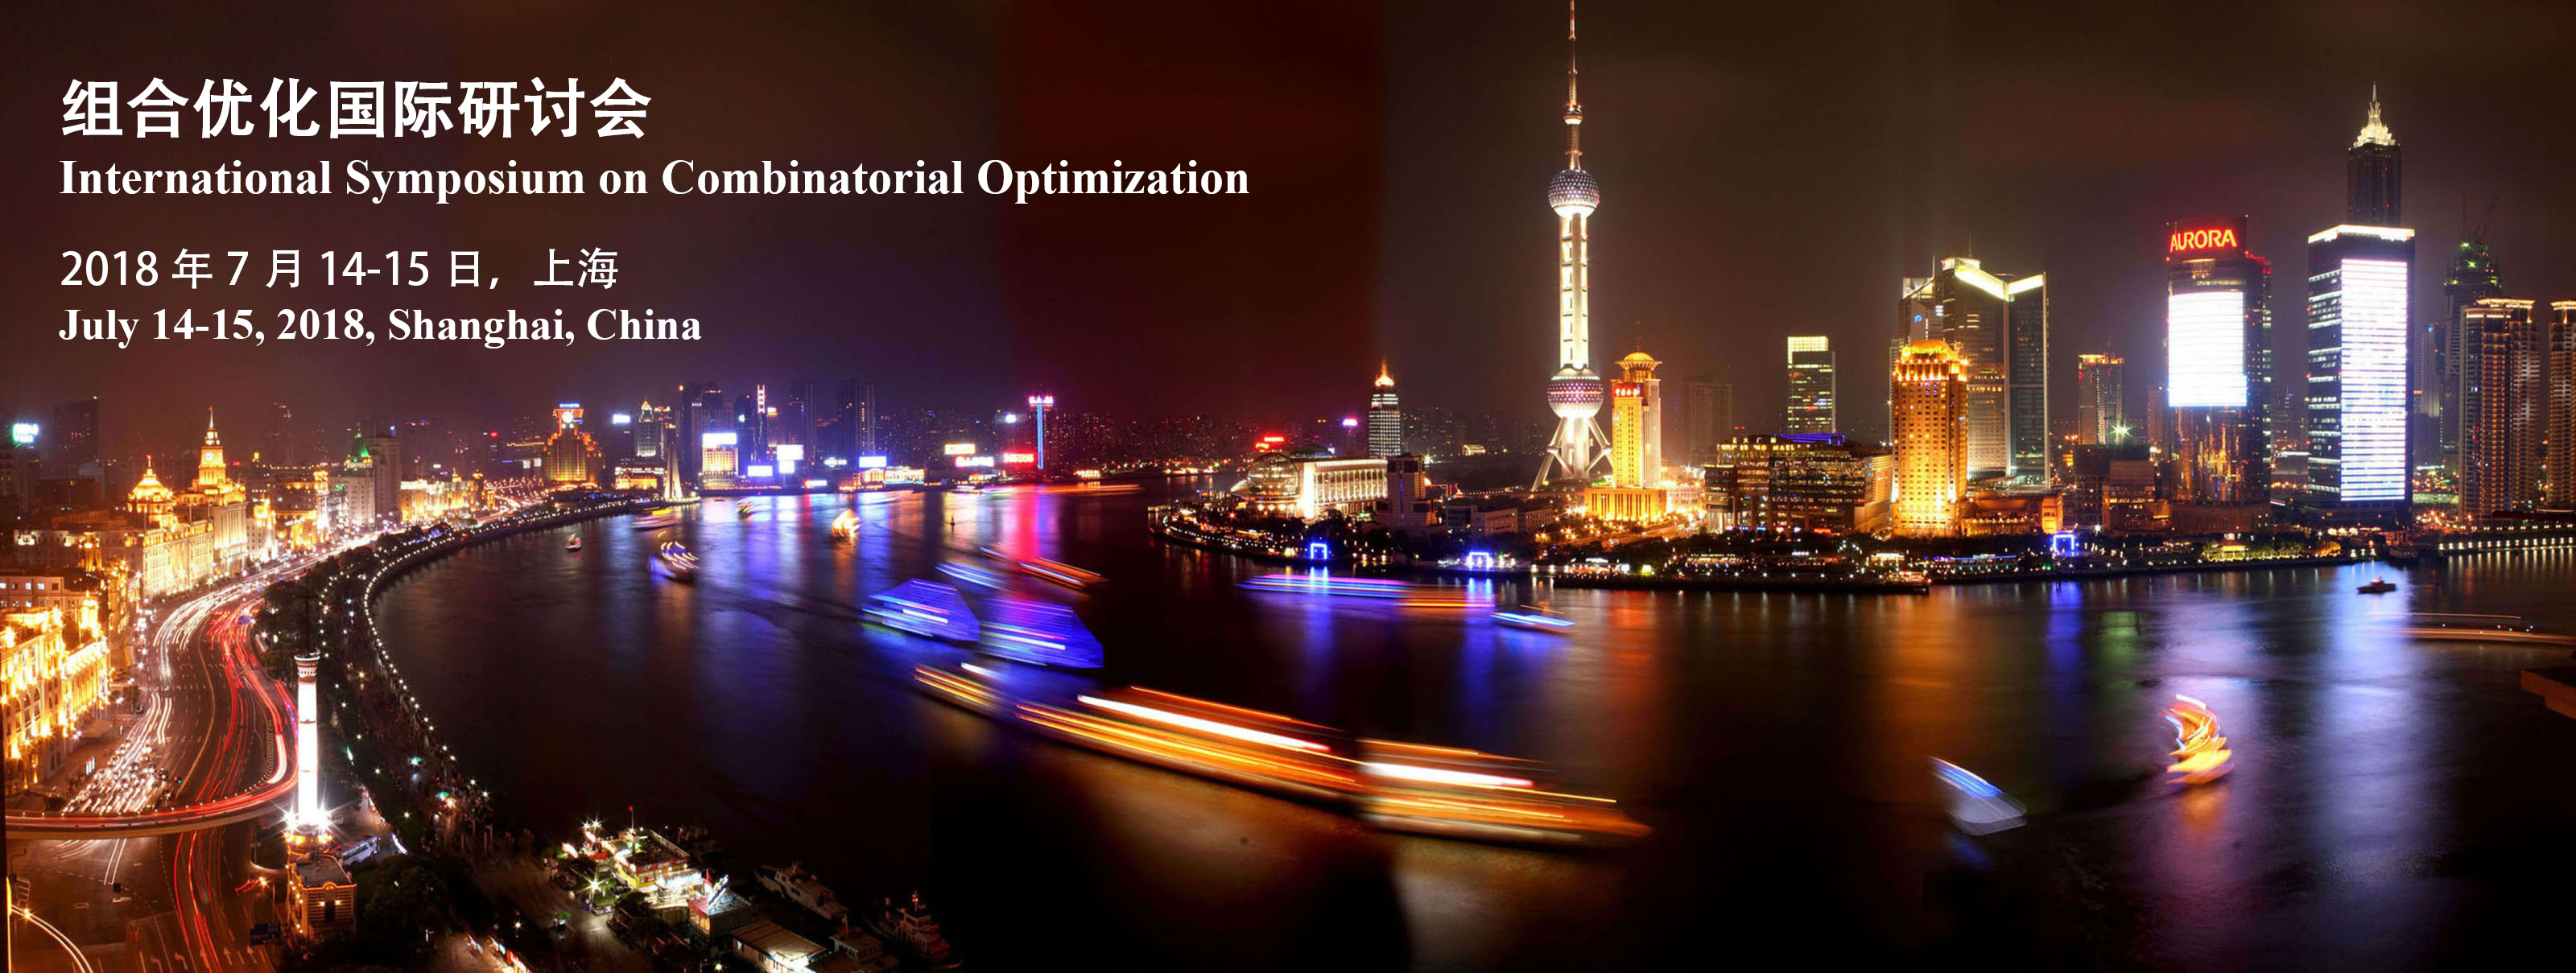 组合优化国际研讨会
International Symposium on Combinatorial Optimization
2018 年 7 月 14-15 日，上海
July 14-15, 2018, Shanghai, China
AURORA